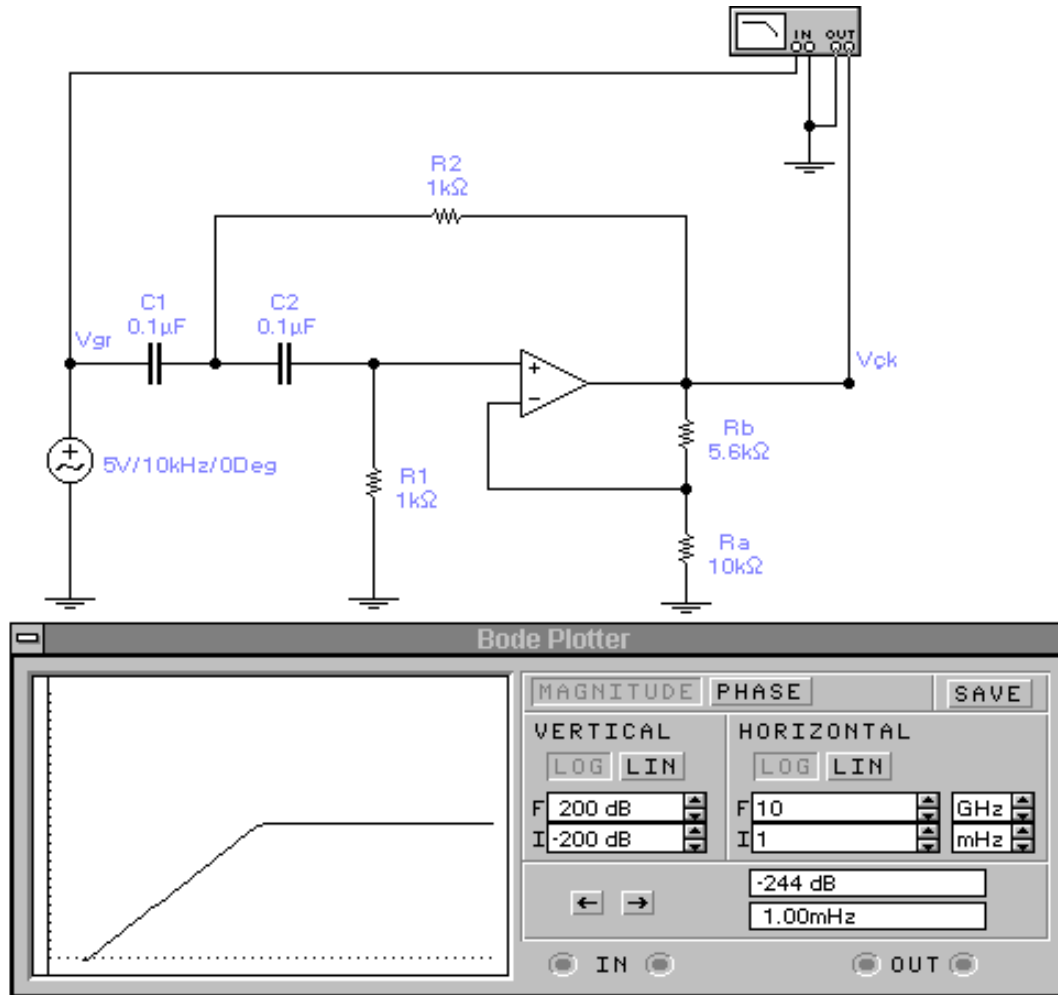 IN OUT
R2
1kΩ
C1
0.1µF
C2
0.1µF
Vgr
Vçk
+
−
Rb
5.6kΩ
5V/10kHz/0Deg
R1
1kΩ
Ra
10kΩ
Bode Plotter
MAGNITUDE PHASE SAVE
VERTICAL HORIZONTAL
LOG LIN LOG LIN
F 200 dB F 10 GHz
I -200 dB I 1 mHz
← → -244 dB
1.00mHz
IN OUT